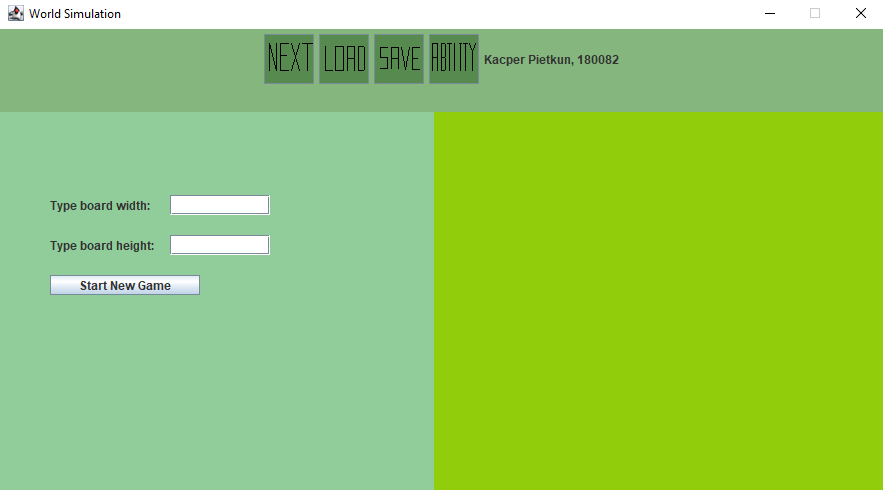 World Simulation
NEXT LOAD SAVE ABILITY Kacper Pietkun, 180082
Type board width:
Type board height:
Start New Game